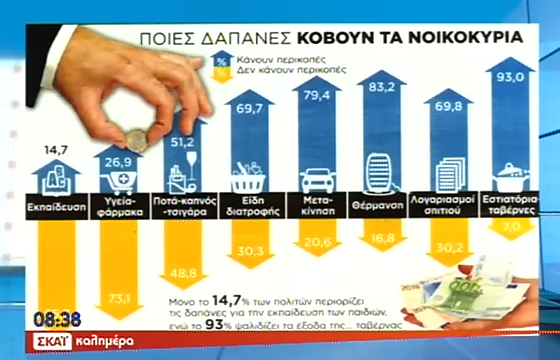 ΠΟΙΕΣ ΔΑΠΑΝΕΣ ΚΟΒΟΥΝ ΤΑ ΝΟΙΚΟΚΥΡΙΑ
% Κάνουν περικοπές
% Δεν κάνουν περικοπές
14,7 26,9 51,2 69,7 79,4 83,2 69,8 93,0
Εκπαίδευση
Υγεία-
φάρμακα
Ποτά-καπνός
-τσιγάρα
Είδη
διατροφής
Μετα-
κίνηση
Θέρμανση
Λογαριασμοί
σπιτιού
Εστιατόρια-
ταβέρνες
73,1 48,8 30,3 20,6 16,8 30,2 7,0
Μόνο το 14,7% των πολιτών περιορίζει
τις δαπάνες για την εκπαίδευση των παιδιών,
ενώ το 93% ψαλιδίζει τα έξοδα της... ταβέρνας
08:38
ΣΚΑΪ καλημέρα